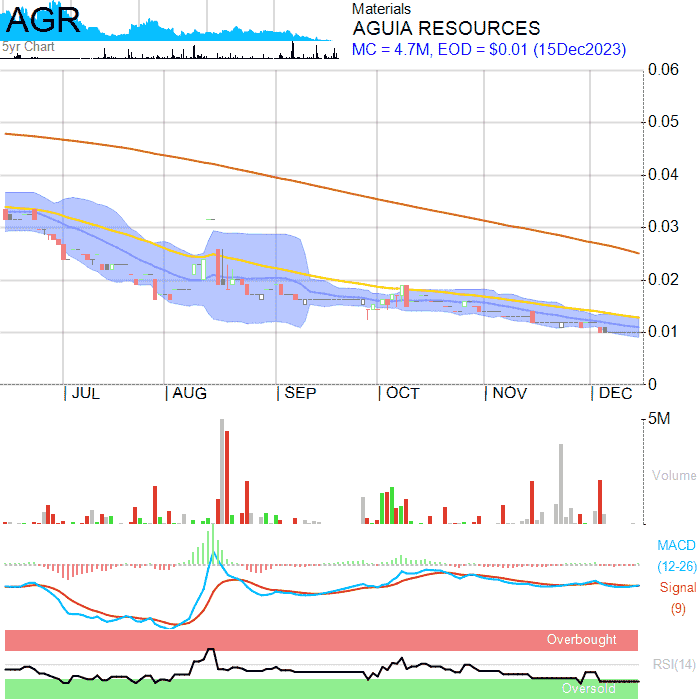 AGR
5yr Chart
Materials
AGUIA RESOURCES
MC = 4.7M, EOD = $0.01 (15Dec2023)
0.06
0.05
0.04
0.03
0.02
0.01
0
JUL AUG SEP OCT NOV DEC
5M
Volume
MACD
(12-26)
Signal
(9)
Overbought
RSI(14)
Oversold